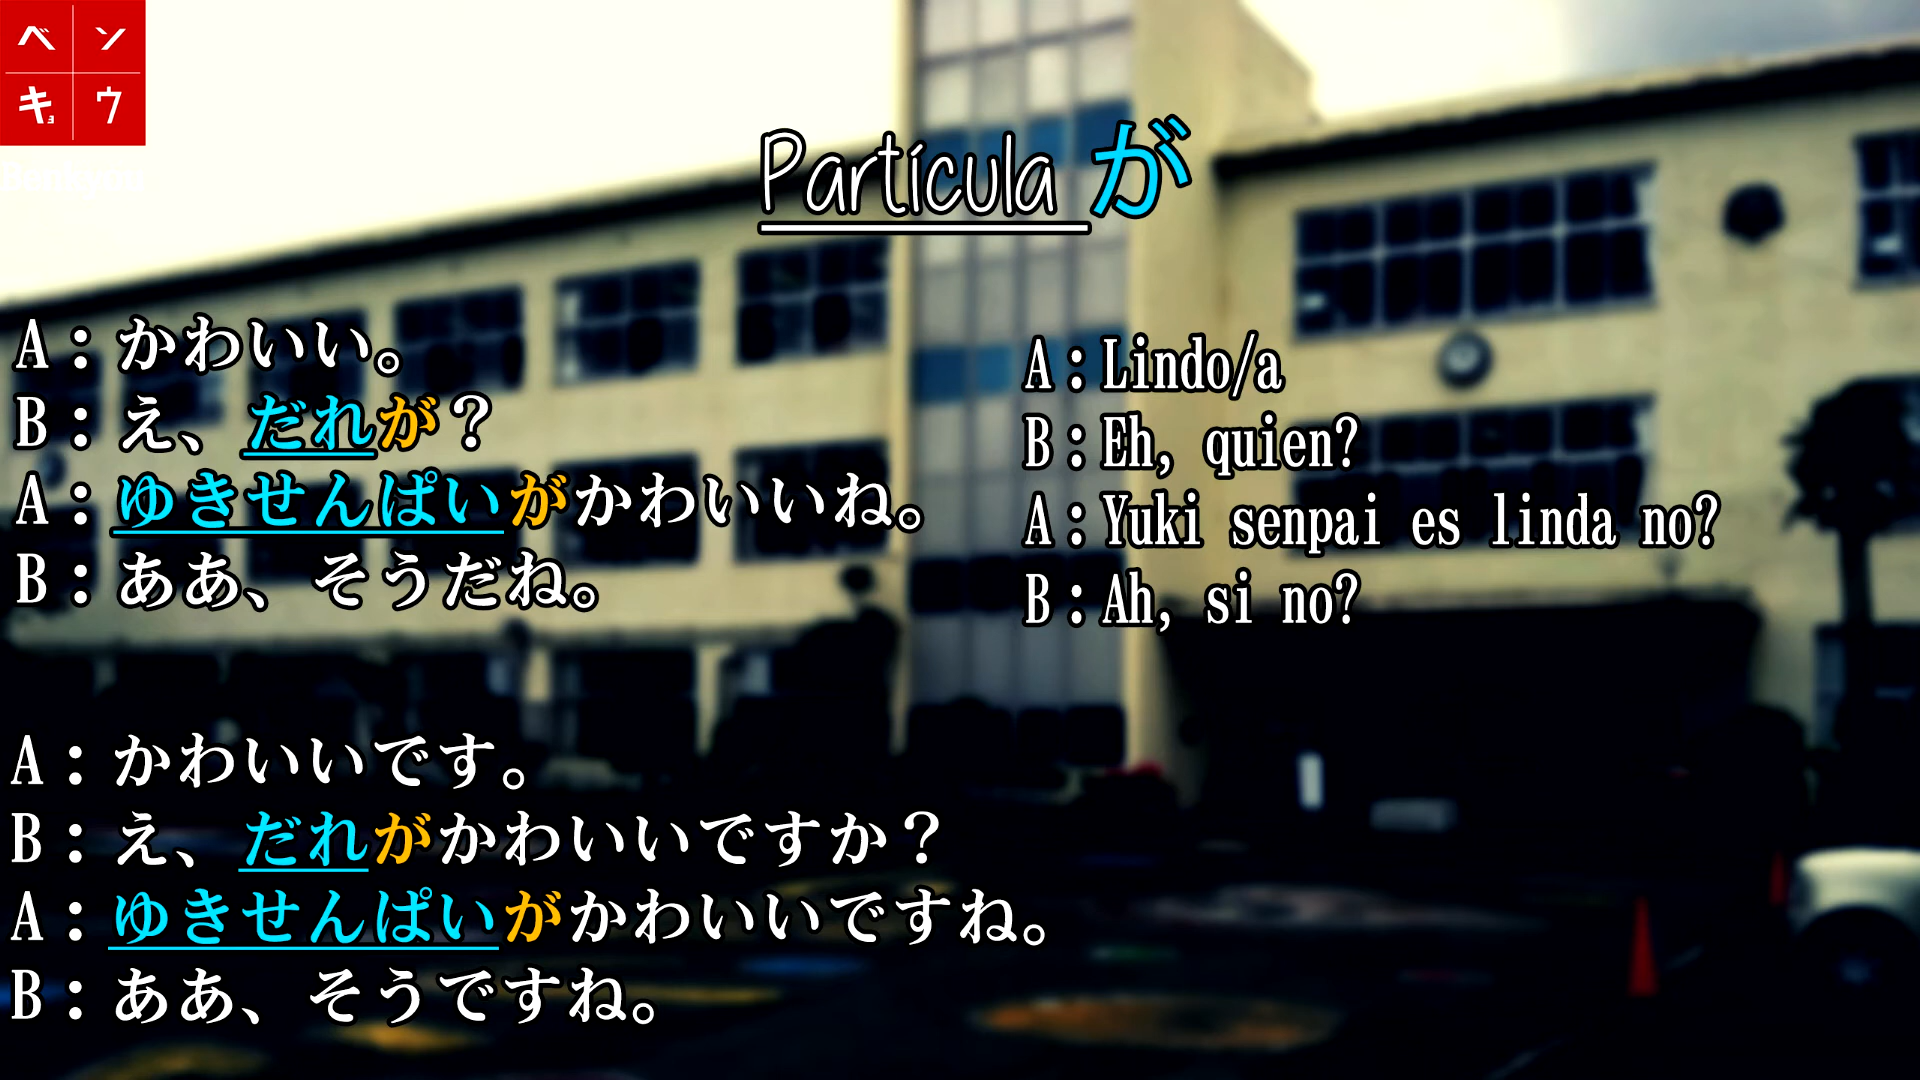 ベン
キョウ
Benkyou
Partícula が
A：かわいい。
B：え、だれが？
A：ゆきせんぱいがかわいいね。
B：ああ、そうだね。
A：Lindo/a
B：Eh, quien?
A：Yuki senpai es linda no?
B：Ah, si no?
A：かわいいです。
B：え、だれがかわいいですか？
A：ゆきせんぱいがかわいいですね。
B：ああ、そうですね。